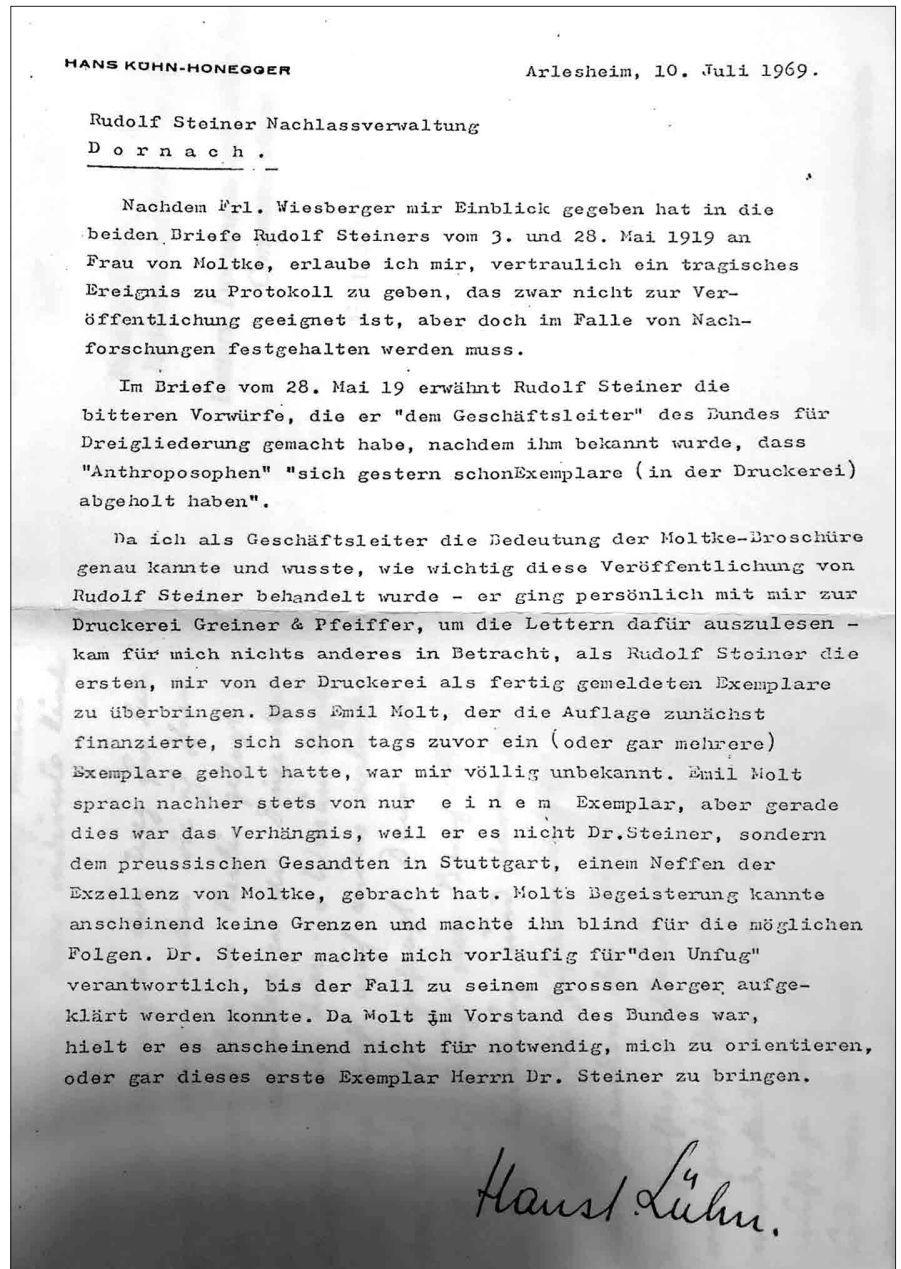 HANS KÜHN-HONEGGER
Arlesheim, 10. Juli 1969.
Rudolf Steiner Nachlassverwaltung
D o r n a c h .
Nachdem Frl. Wiesberger mir Einblick gegeben hat in die
beiden Briefe Rudolf Steiners vom 3. und 28. Mai 1919 an
Frau von Moltke, erlaube ich mir, vertraulich ein tragisches
Ereignis zu Protokoll zu geben, das zwar nicht zur Ver-
öffentlichung geeignet ist, aber doch im Falle von Nach-
forschungen festgehalten werden muss.
Im Briefe vom 28. Mai 19 erwähnt Rudolf Steiner die
bitteren Vorwürfe, die er "dem Geschäftsleiter" des Bundes für
Dreigliederung gemacht habe, nachdem ihm bekannt wurde, dass
"Anthroposophen" "sich gestern schonExemplare (in der Druckerei)
abgeholt haben".
Da ich als Geschäftsleiter die Bedeutung der Moltke-Broschüre
genau kannte und wusste, wie wichtig diese Veröffentlichung von
Rudolf Steiner behandelt wurde - er ging persönlich mit mir zur
Druckerei Greiner & Pfeiffer, um die Lettern dafür auszulesen -
kam für mich nichts anderes in Betracht, als Rudolf Steiner die
ersten, mir von der Druckerei als fertig gemeldeten Exemplare
zu überbringen. Dass Emil Molt, der die Auflage zunächst
finanzierte, sich schon tags zuvor ein (oder gar mehrere)
Exemplare geholt hatte, war mir völlig unbekannt. Emil Molt
sprach nachher stets von nur e i n e m Exemplar, aber gerade
dies war das Verhängnis, weil er es nicht Dr.Steiner, sondern
dem preussischen Gesandten in Stuttgart, einem Neffen der
Exzellenz von Moltke, gebracht hat. Molts Begeisterung kannte
anscheinend keine Grenzen und machte ihn blind für die möglichen
Folgen. Dr. Steiner machte mich vorläufig für"den Unfug"
verantwortlich, bis der Fall zu seinem grossen Aerger aufge-
klärt werden konnte. Da Molt im Vorstand des Bundes war,
hielt er es anscheinend nicht für notwendig, mich zu orientieren,
oder gar dieses erste Exemplar Herrn Dr. Steiner zu bringen.
Hans Kühn.